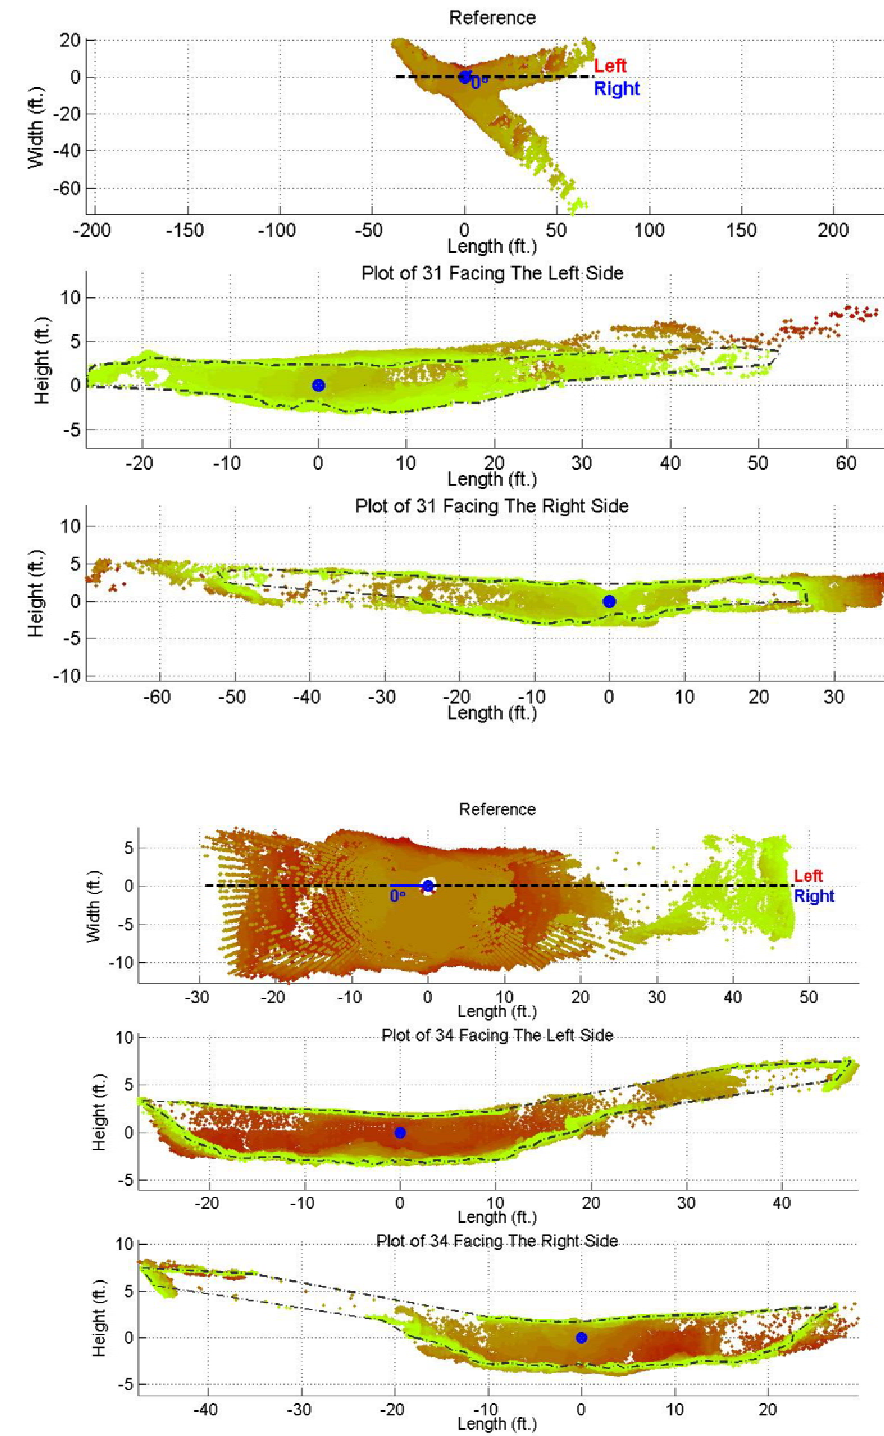 Reference
20
0
-20
-40
-60
Width (ft.)
0°
Left
Right
-200 -150 -100 -50 0 50 100 150 200
Length (ft.)
Plot of 31 Facing The Left Side
10
5
0
-5
Height (ft.)
-20 -10 0 10 20 30 40 50 60
Length (ft.)
Plot of 31 Facing The Right Side
10
5
0
-5
-10
Height (ft.)
-60 -50 -40 -30 -20 -10 0 10 20 30
Length (ft.)
Reference
5
0
-5
-10
Width (ft.)
0°
Left
Right
-30 -20 -10 0 10 20 30 40 50
Length (ft.)
Plot of 34 Facing The Left Side
10
5
0
-5
Height (ft.)
-20 -10 0 10 20 30 40
Length (ft.)
Plot of 34 Facing The Right Side
10
5
0
-5
Height (ft.)
-40 -30 -20 -10 0 10 20
Length (ft.)